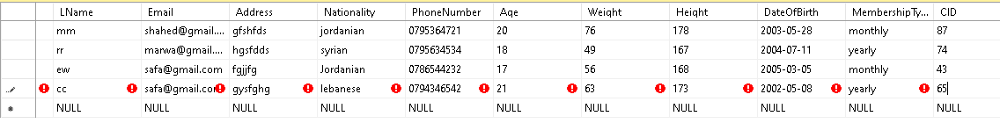 LName Email Address Nationality PhoneNumber Age Weight Height DateOfBirth MembershipTy... CID
mm shahed@gmail.... gfshfds jordanian 0795364721 20 76 178 2003-05-28 monthly 87
rr marwa@gmail.... hgsfdds syrian 0795634534 18 49 167 2004-07-11 yearly 74
ew safa@gmail.com fgjjfg Jordanian 0786544232 17 56 168 2005-03-05 monthly 43
cc safa@gmail.com gysfghg lebanese 0794346542 21 63 173 2002-05-08 yearly 65
NULL NULL NULL NULL NULL NULL NULL NULL NULL NULL NULL